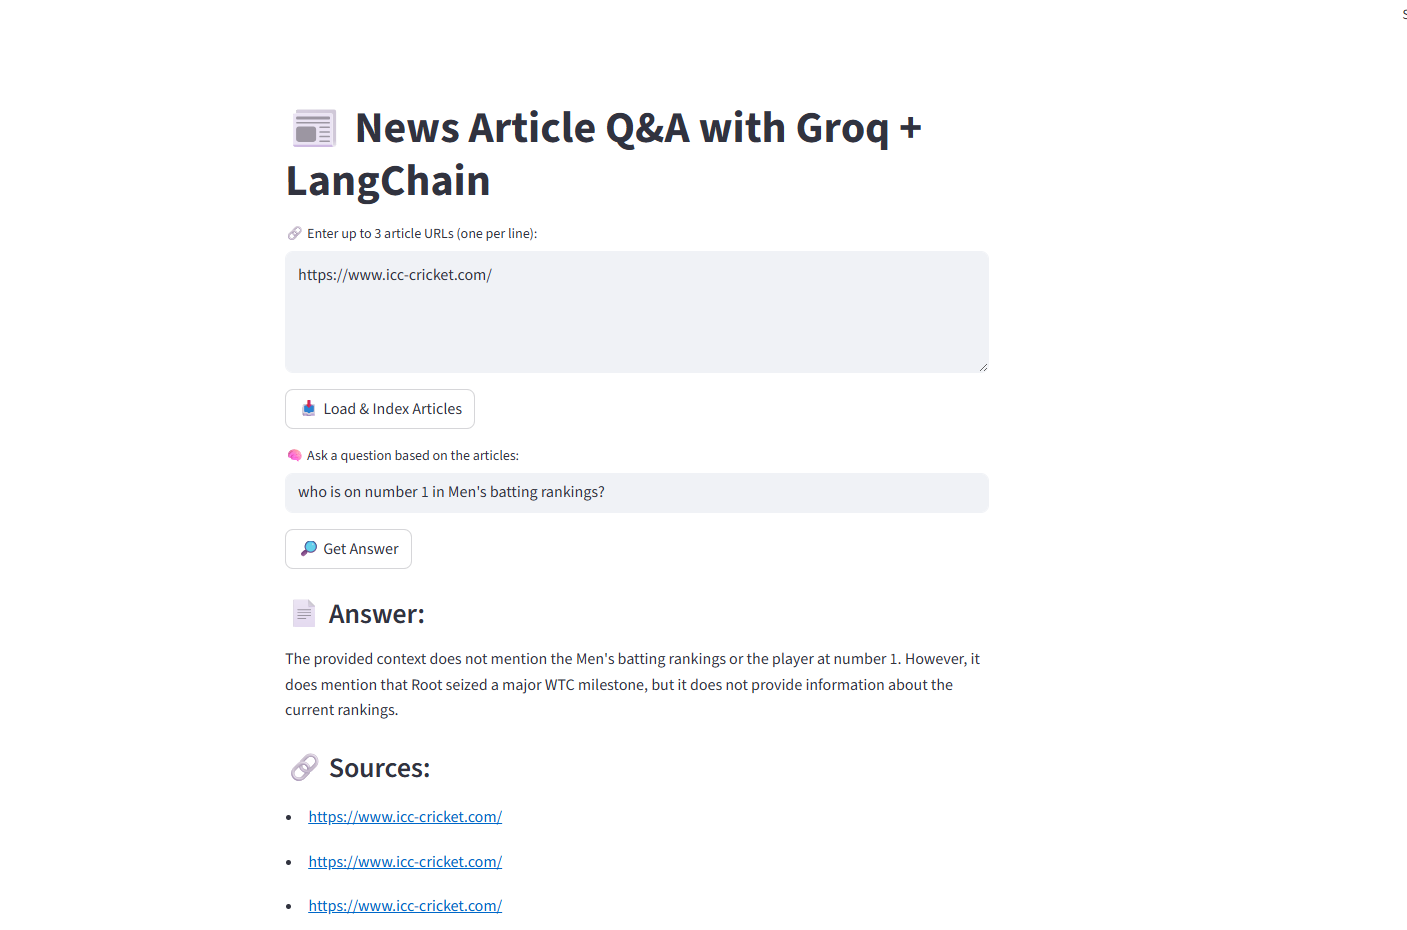 News Article Q&A with Groq +
LangChain
Enter up to 3 article URLs (one per line):
https://www.icc-cricket.com/
Load & Index Articles
Ask a question based on the articles:
who is on number 1 in Men's batting rankings?
Get Answer
Answer:
The provided context does not mention the Men's batting rankings or the player at number 1. However, it
does mention that Root seized a major WTC milestone, but it does not provide information about the
current rankings.
Sources:
https://www.icc-cricket.com/
https://www.icc-cricket.com/
https://www.icc-cricket.com/